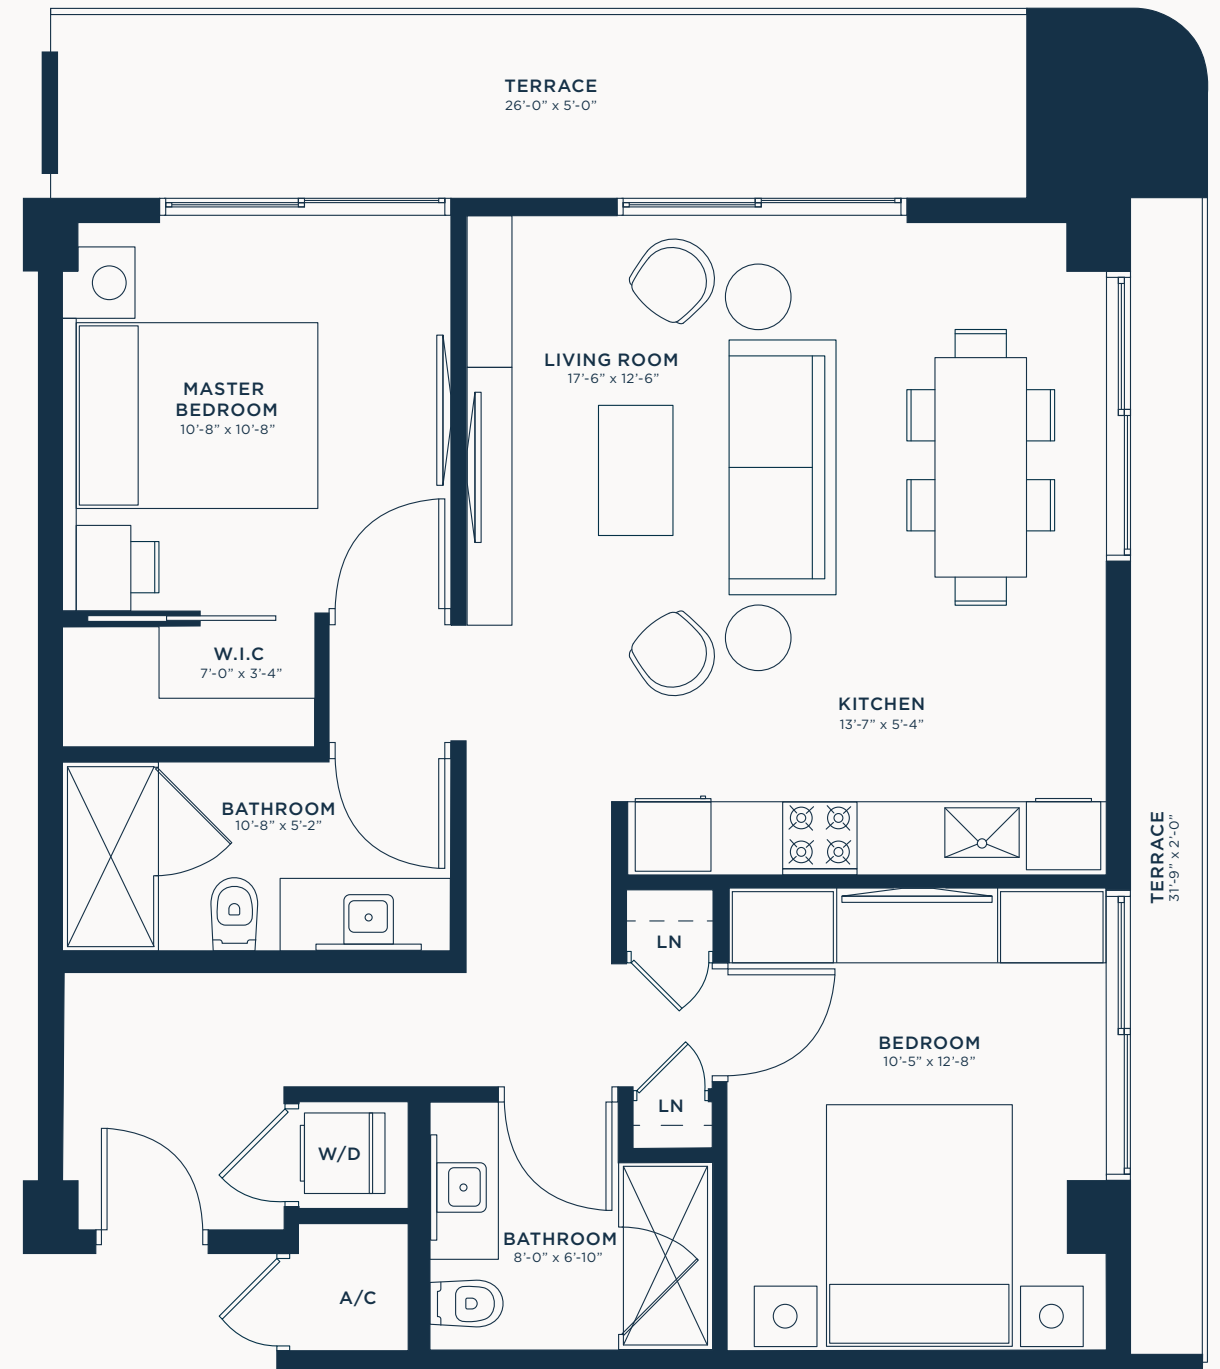 TERRACE
26’-0” x 5’-0”
LIVING ROOM
17’-6” x 12’-6”
MASTER
BEDROOM
10’-8” x 10’-8”
W.I.C
7’-0” x 3’-4”
KITCHEN
13’-7” x 5’-4”
BATHROOM
10’-8” x 5’-2”
TERRACE
31’-9” x 2’-0”
LN
BEDROOM
10’-5” x 12’-8”
LN
W/D
BATHROOM
8’-0” x 6’-10”
A/C